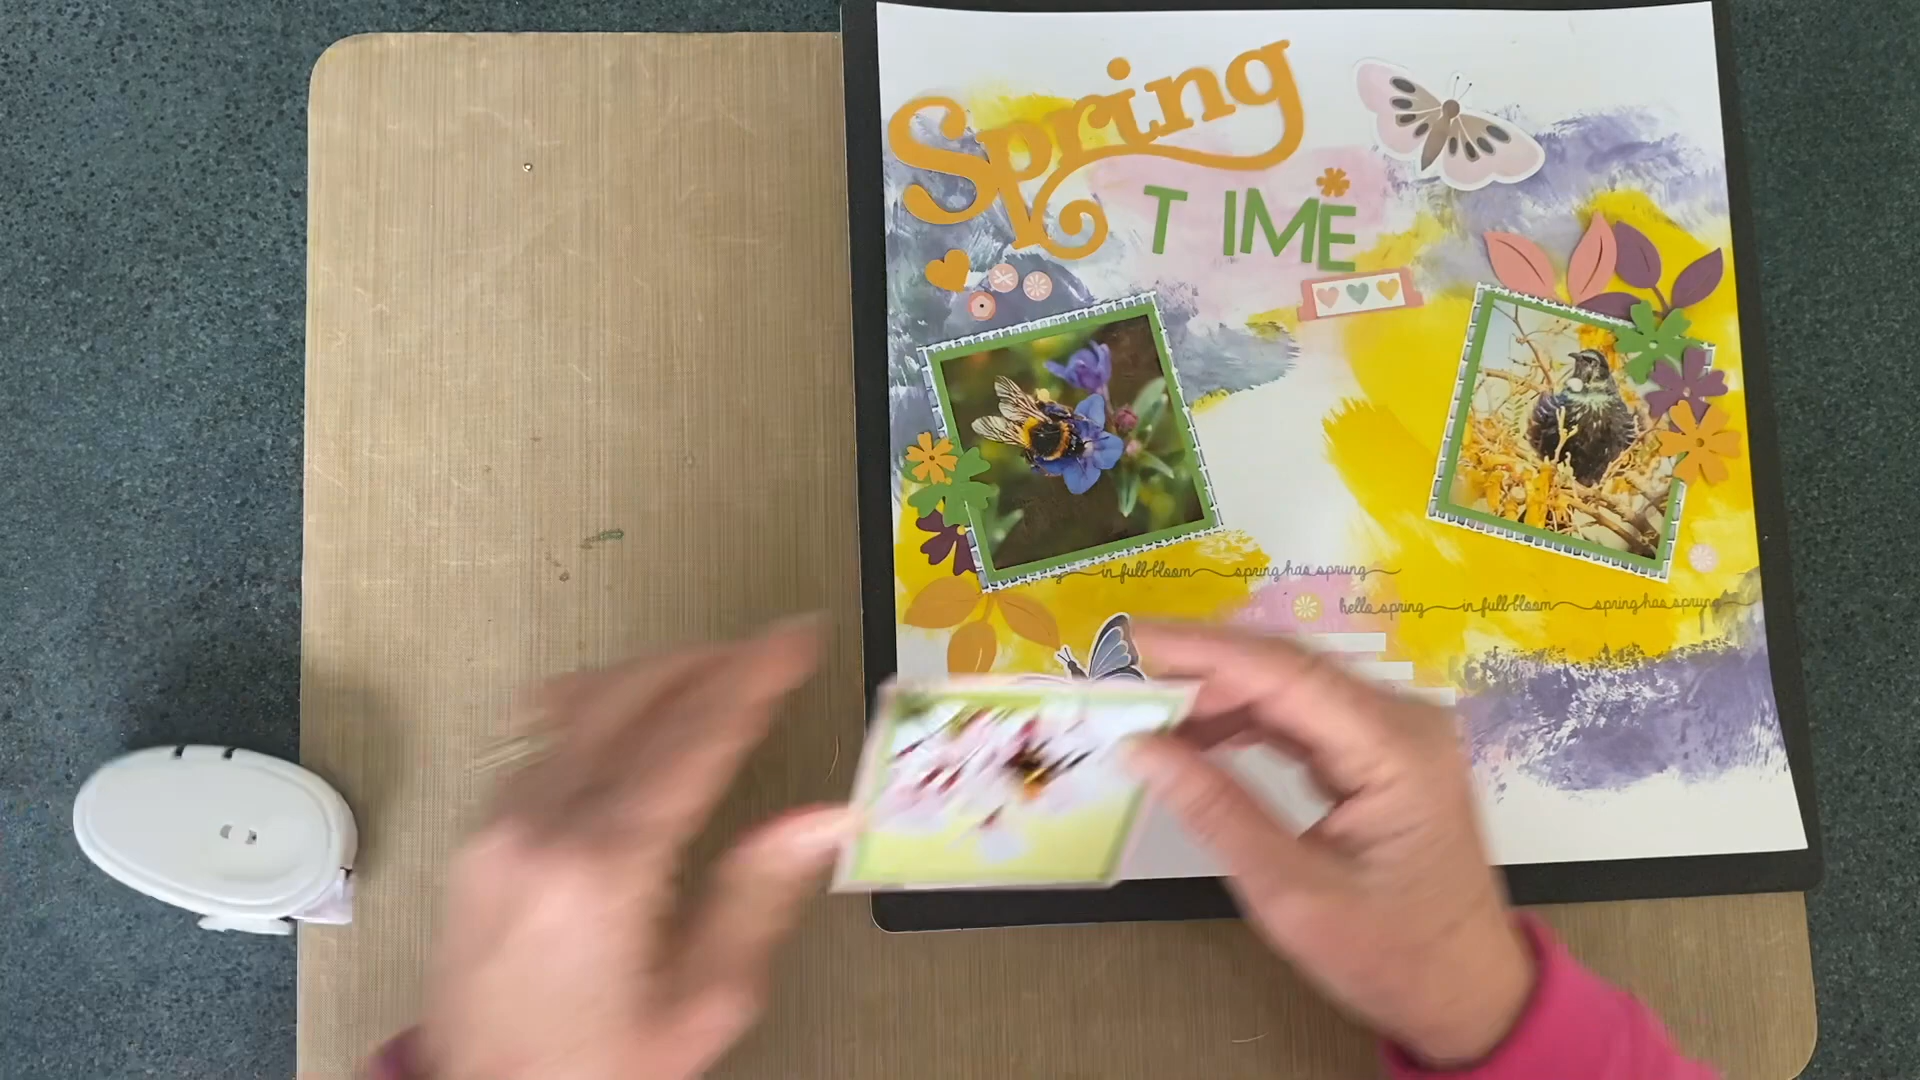 Spring
T IME
in full bloom spring has sprung
hello spring in full bloom spring has sprung